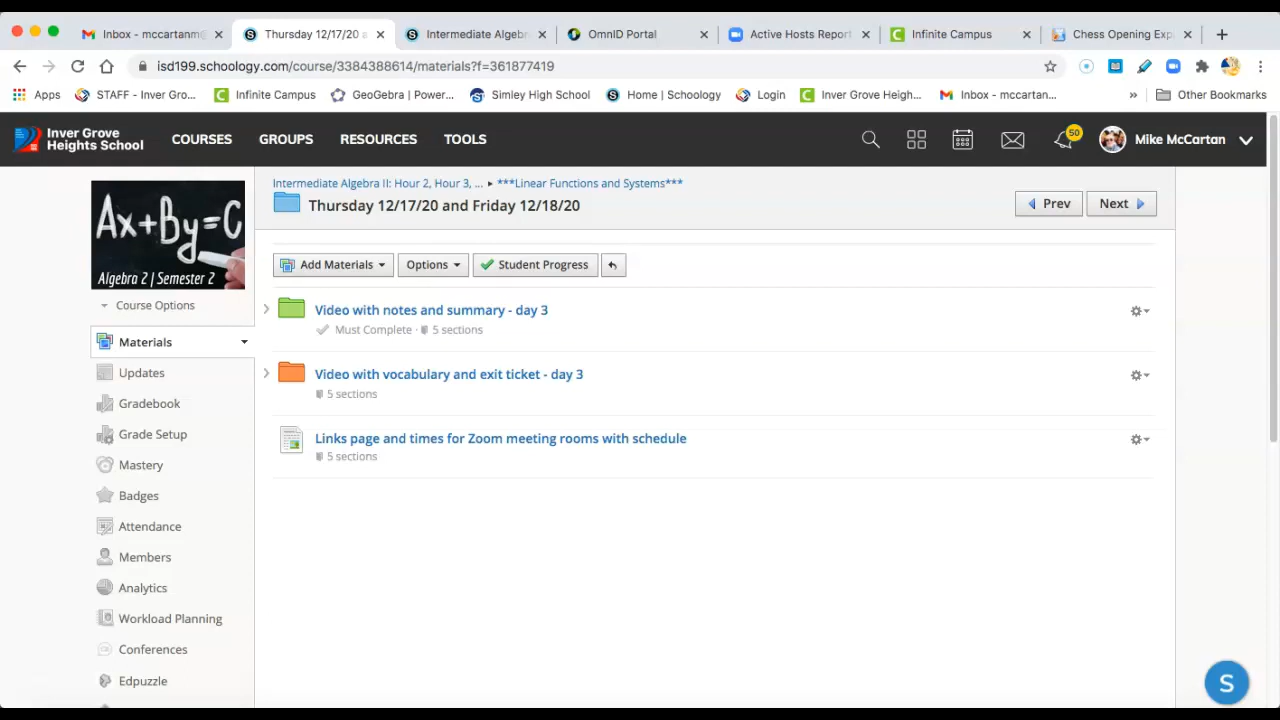 Inbox - mccartanm@
Thursday 12/17/20 a
Intermediate Algebr
OmnID Portal
Active Hosts Report
Infinite Campus
Chess Opening Exp
isd199.schoology.com/course/3384388614/materials?f=361877419
Apps
STAFF - Inver Gro...
Infinite Campus
GeoGebra | Power...
Simley High School
Home | Schoology
Login
Inver Grove Heigh...
Inbox - mccartan...
»
Other Bookmarks
Inver Grove
Heights School
COURSES
GROUPS
RESOURCES
TOOLS
50
Mike McCartan
Ax+By=C
Algebra 2 | Semester 2
Course Options
Materials
Updates
Gradebook
Grade Setup
Mastery
Badges
Attendance
Members
Analytics
Workload Planning
Conferences
Edpuzzle
Intermediate Algebra II: Hour 2, Hour 3, ... ▸ ***Linear Functions and Systems***
Thursday 12/17/20 and Friday 12/18/20
Prev
Next
Add Materials
Options
Student Progress
Video with notes and summary - day 3
Must Complete · 5 sections
Video with vocabulary and exit ticket - day 3
5 sections
Links page and times for Zoom meeting rooms with schedule
5 sections
S